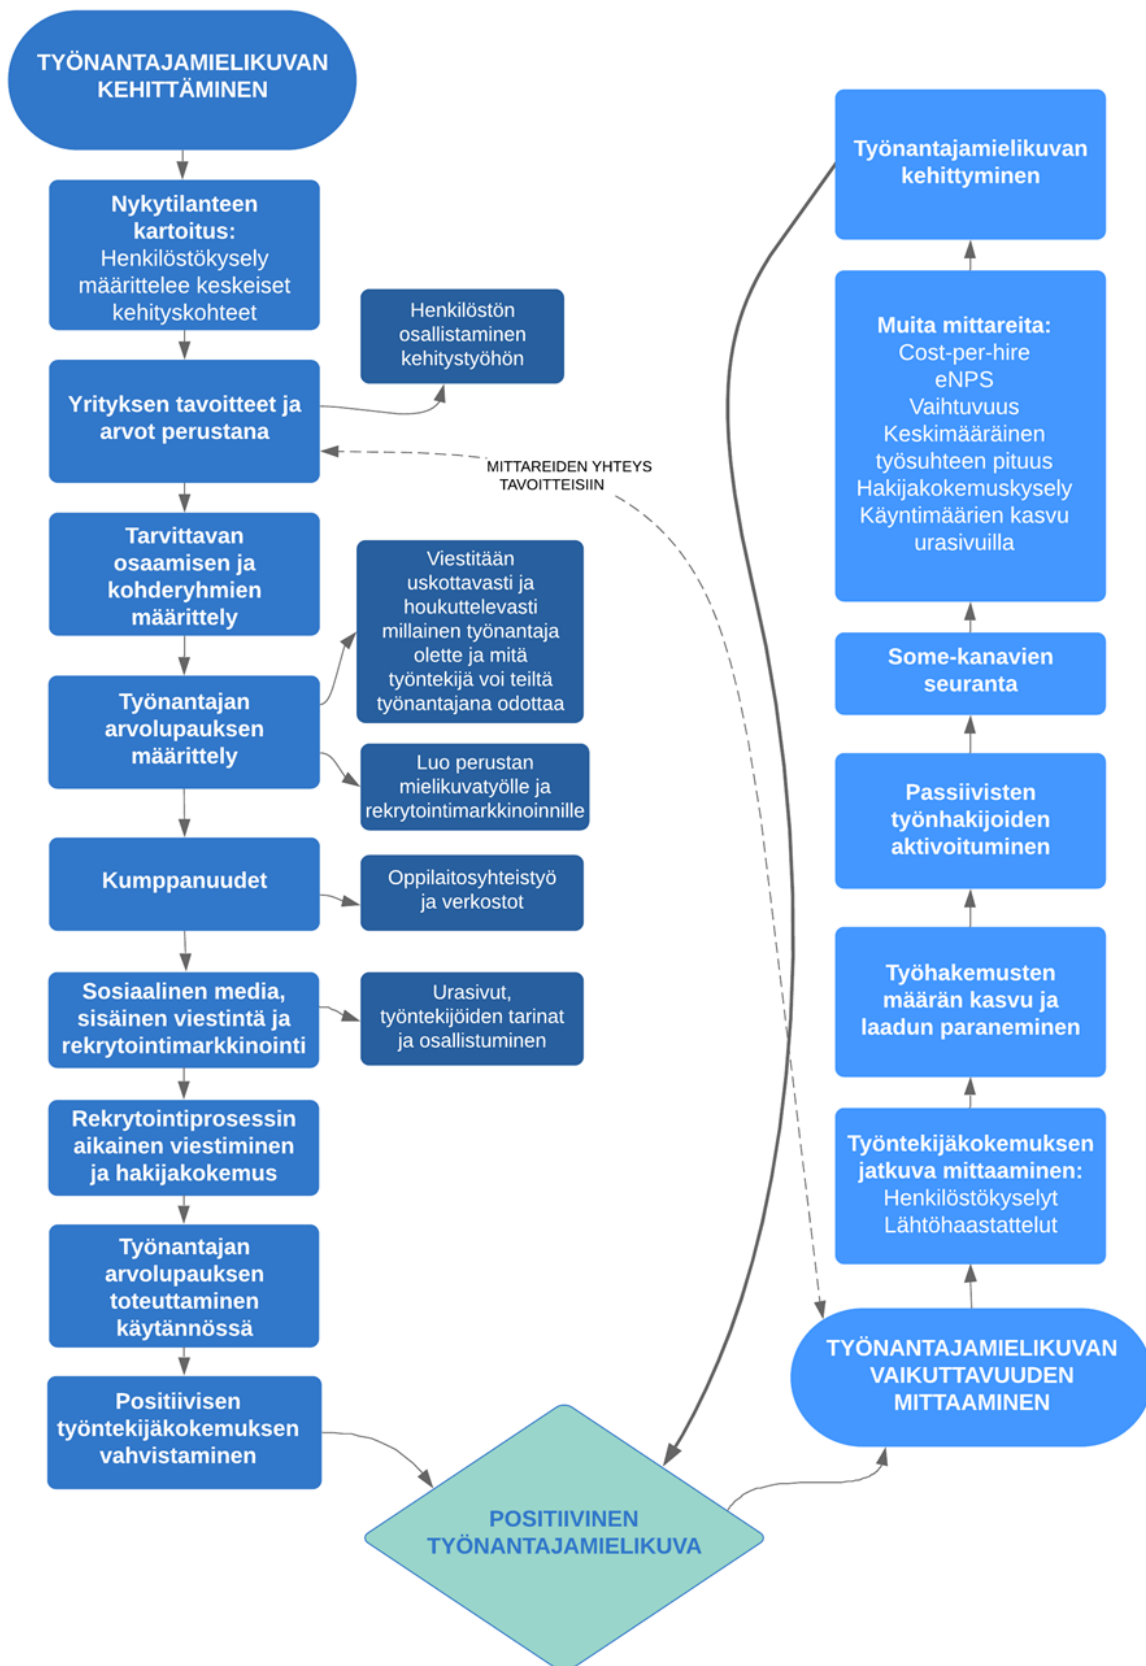 TYÖNANTAJAMIELIKUVAN
KEHITTÄMINEN
Nykytilanteen
kartoitus:
Henkilöstökysely
määrittelee keskeiset
kehityskohteet
Yrityksen tavoitteet ja
arvot perustana
Henkilöstön
osallistaminen
kehitystyöhön
MITTAREIDEN YHTEYS
TAVOITTEISIIN
Tarvittavan
osaamisen ja
kohderyhmien
määrittely
Työnantajan
arvolupauksen
määrittely
Viestitään
uskottavasti ja
houkuttelevasti
millainen työnantaja
olette ja mitä
työntekijä voi teiltä
työnantajana odottaa
Luo perustan
mielikuvatyölle ja
rekrytointimarkkinoinnille
Kumppanuudet
Oppilaitosyhteistyö
ja verkostot
Sosiaalinen media,
sisäinen viestintä ja
rekrytointimarkkinointi
Urasivut,
työntekijöiden tarinat
ja osallistuminen
Rekrytointiprosessin
aikainen viestiminen
ja hakijakokemus
Työnantajan
arvolupauksen
toteuttaminen
käytännössä
Positiivisen
työntekijäkokemuksen
vahvistaminen
POSITIIVINEN
TYÖNANTAJAMIELIKUVA
TYÖNANTAJAMIELIKUVAN
VAIKUTTAVUUDEN
MITTAAMINEN
Työntekijäkokemuksen
jatkuva mittaaminen:
Henkilöstökyselyt
Lähtöhaastattelut
Työhakemusten
määrän kasvu ja
laadun paraneminen
Passiivisten
työnhakijoiden
aktivoituminen
Some-kanavien
seuranta
Muita mittareita:
Cost-per-hire
eNPS
Vaihtuvuus
Keskimääräinen
työsuhteen pituus
Hakijakokemuskysely
Käyntimäärien kasvu
urasivuilla
Työnantajamielikuvan
kehittyminen